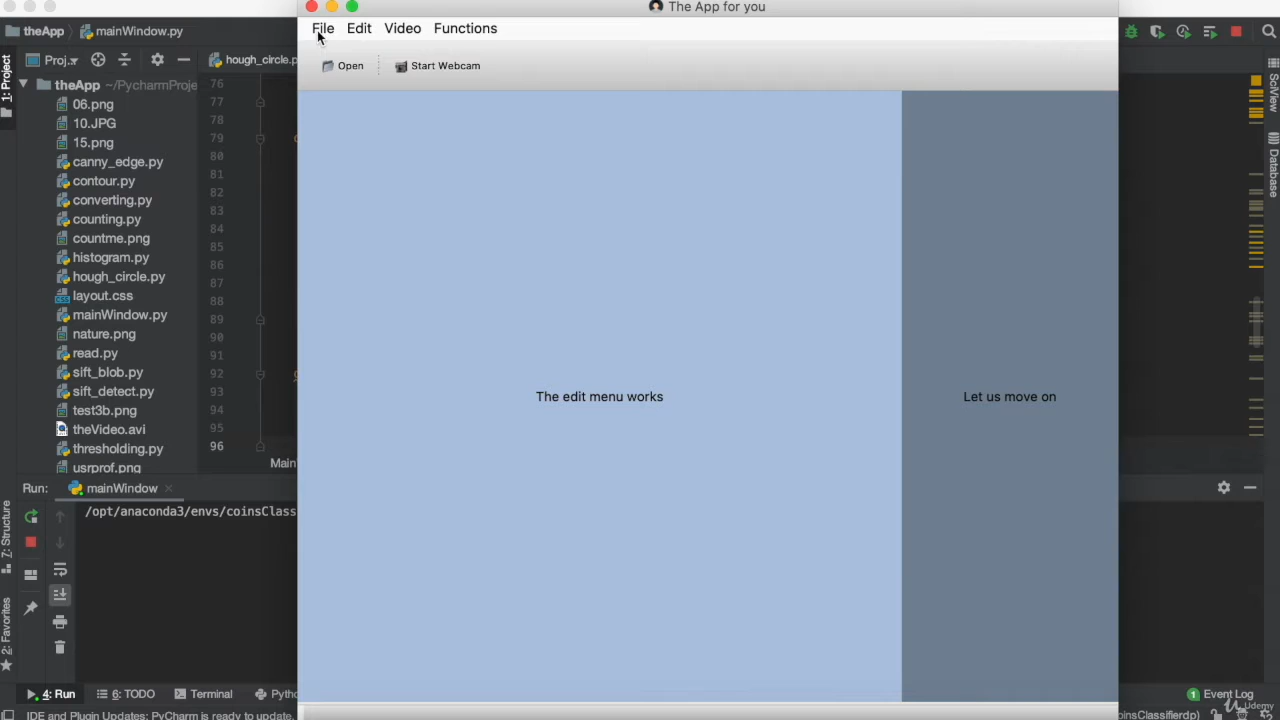 The App for you
theApp
mainWindow.py
File Edit Video Functions
1: Project
Proj..
hough_circle.p
Open
Start Webcam
theApp ~/PycharmProje
06.png
10.JPG
15.png
canny_edge.py
contour.py
converting.py
counting.py
countme.png
histogram.py
hough_circle.py
layout.css
mainWindow.py
nature.png
read.py
sift_blob.py
sift_detect.py
test3b.png
theVideo.avi
thresholding.py
usrprof.png
76
77
78
79
80
81
82
83
84
85
86
87
88
89
90
91
92
93
94
95
96
The edit menu works
Let us move on
SciView
Database
Main
Run: mainWindow
/opt/anaconda3/envs/coinsClass
7: Structure
2: Favorites
4: Run
6: TODO
Terminal
Pytho
1 Event Log
IDE and Plugin Updates: PyCharm is ready to update.
oinsClassifierdp)
Udemy